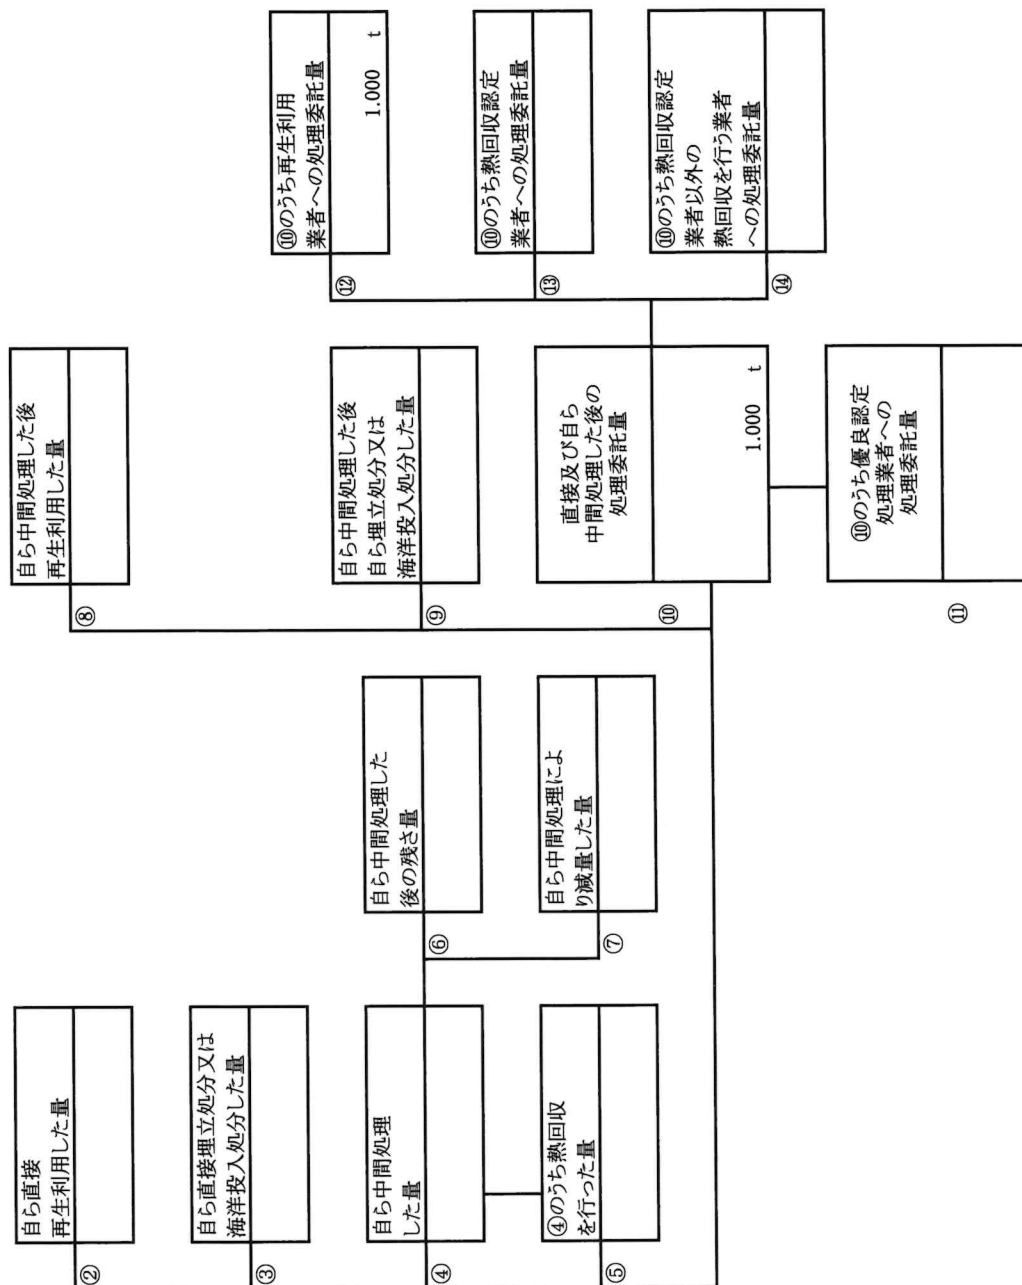 ②
自ら直接
再生利用した量
③
自ら直接埋立処分又は
海洋投入処分した量
④
自ら中間処理
した量
⑤
④のうち熱回収
を行った量
⑥
自ら中間処理した
後の残さ量
⑦
自ら中間処理によ
り減量した量
⑧
自ら中間処理した後
再生利用した量
⑨
自ら中間処理した後
自ら埋立処分又は
海洋投入処分した量
⑩
直接及び自ら
中間処理した後の
処理委託量
1.000 t
⑪
⑩のうち優良認定
処理業者への
処理委託量
⑫
⑩のうち再生利用
業者への処理委託量
1.000 t
⑬
⑩のうち熱回収認定
業者への処理委託量
⑭
⑩のうち熱回収認定
業者以外の
熱回収を行う業者
への処理委託量